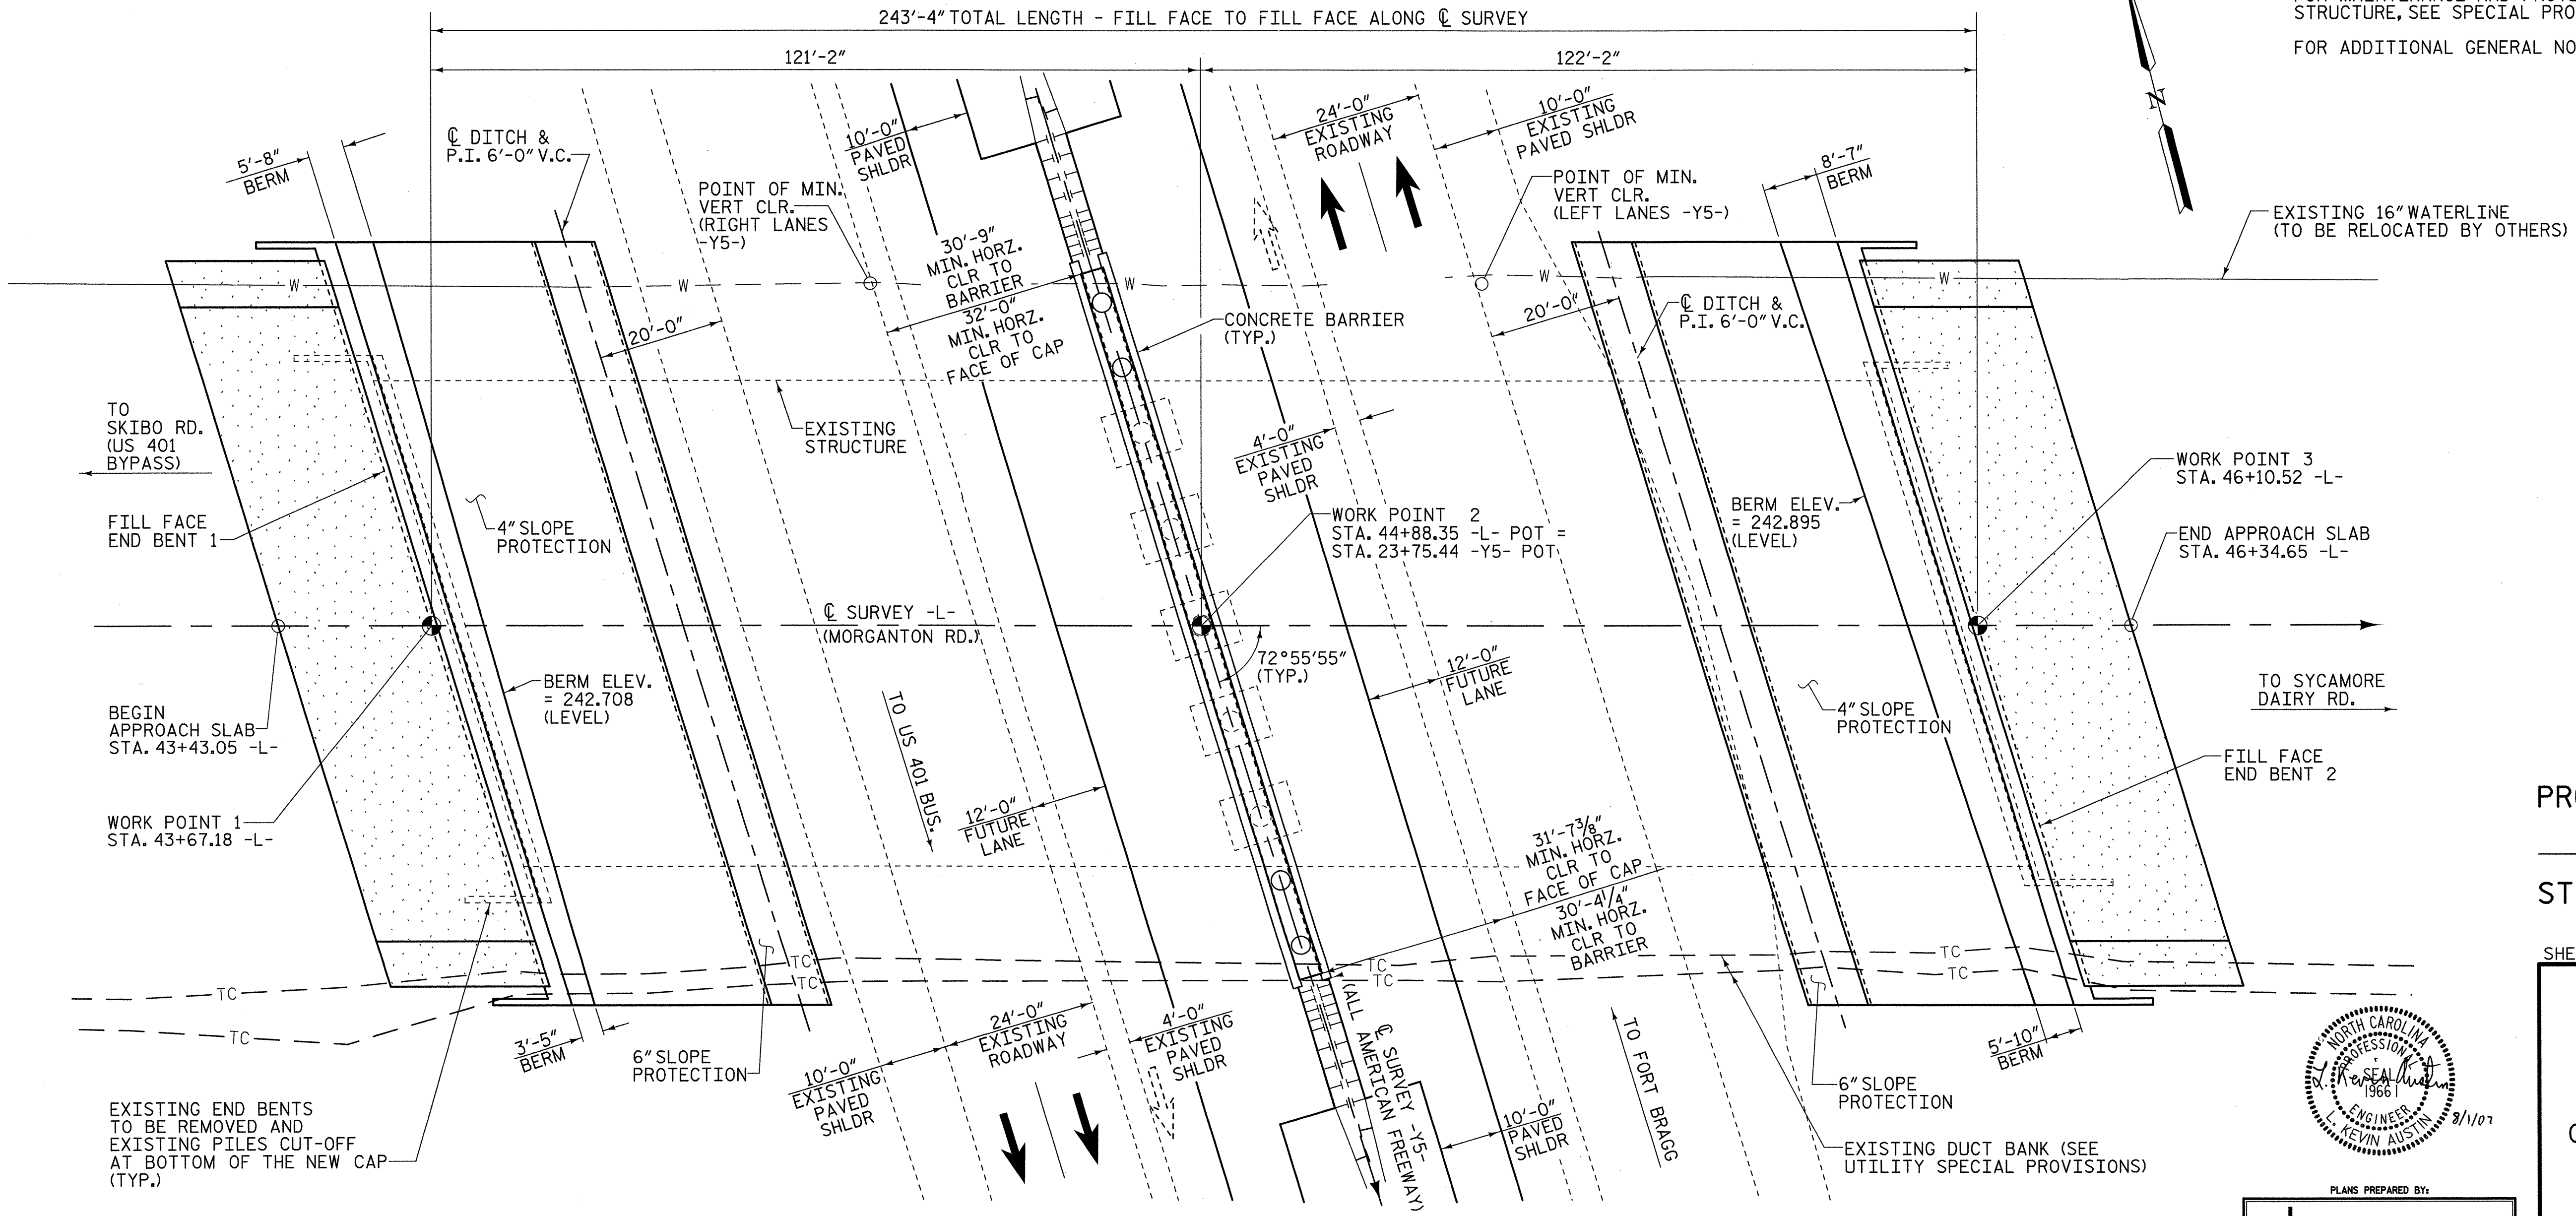 243'-4" TOTAL LENGTH - FILL FACE TO FILL FACE ALONG ℄ SURVEY
121'-2"
122'-2"
STRUCTURE, SEE SPECIAL PRO
FOR ADDITIONAL GENERAL NO
N
5'-8"
BERM
℄ DITCH &
P.I. 6'-0" V.C.
10'-0"
PAVED
SHLDR
POINT OF MIN.
VERT CLR.
(RIGHT LANES
-Y5-)
24'-0"
EXISTING
ROADWAY
10'-0"
EXISTING
PAVED SHLDR
POINT OF MIN.
VERT CLR.
(LEFT LANES -Y5-)
8'-7"
BERM
EXISTING 16" WATERLINE
(TO BE RELOCATED BY OTHERS)
30'-9"
MIN. HORZ.
CLR TO
BARRIER
32'-0"
MIN. HORZ.
CLR TO
FACE OF CAP
W
W
W
W
W
20'-0"
CONCRETE BARRIER
(TYP.)
20'-0"
℄ DITCH &
P.I. 6'-0" V.C.
TO
SKIBO RD.
(US 401
BYPASS)
EXISTING
STRUCTURE
4'-0"
EXISTING
PAVED
SHLDR
WORK POINT 3
STA. 46+10.52 -L-
FILL FACE
END BENT 1
4" SLOPE
PROTECTION
WORK POINT 2
STA. 44+88.35 -L- POT =
STA. 23+75.44 -Y5- POT
BERM ELEV.
= 242.895
(LEVEL)
END APPROACH SLAB
STA. 46+34.65 -L-
℄ SURVEY -L-
(MORGANTON RD.)
72°55'55"
(TYP.)
BERM ELEV.
= 242.708
(LEVEL)
TO US 401 BUS.
12'-0"
FUTURE
LANE
4" SLOPE
PROTECTION
TO SYCAMORE
DAIRY RD.
BEGIN
APPROACH SLAB
STA. 43+43.05 -L-
FILL FACE
END BENT 2
WORK POINT 1
STA. 43+67.18 -L-
12'-0"
FUTURE
LANE
31'-7⅜"
MIN. HORZ.
CLR TO
FACE OF CAP
30'-4¼"
MIN. HORZ.
CLR TO
BARRIER
PR
ST
SHE
TC
TC
TC
TC
TC
TC
TC
TC
3'-5"
BERM
6" SLOPE
PROTECTION
10'-0"
EXISTING
PAVED
SHLDR
24'-0"
EXISTING
ROADWAY
4'-0"
EXISTING
PAVED
SHLDR
℄ SURVEY -Y5-
(ALL AMERICAN FREEWAY)
10'-0"
PAVED
SHLDR
TO FORT BRAGG
5'-10"
BERM
6" SLOPE
PROTECTION
EXISTING DUCT BANK (SEE
UTILITY SPECIAL PROVISIONS)
EXISTING END BENTS
TO BE REMOVED AND
EXISTING PILES CUT-OFF
AT BOTTOM OF THE NEW CAP
(TYP.)
NORTH CAROLINA
PROFESSIONAL
SEAL
19661
ENGINEER
L. KEVIN AUSTIN
L. Kevin Austin
8/1/07
PLANS PREPARED BY: